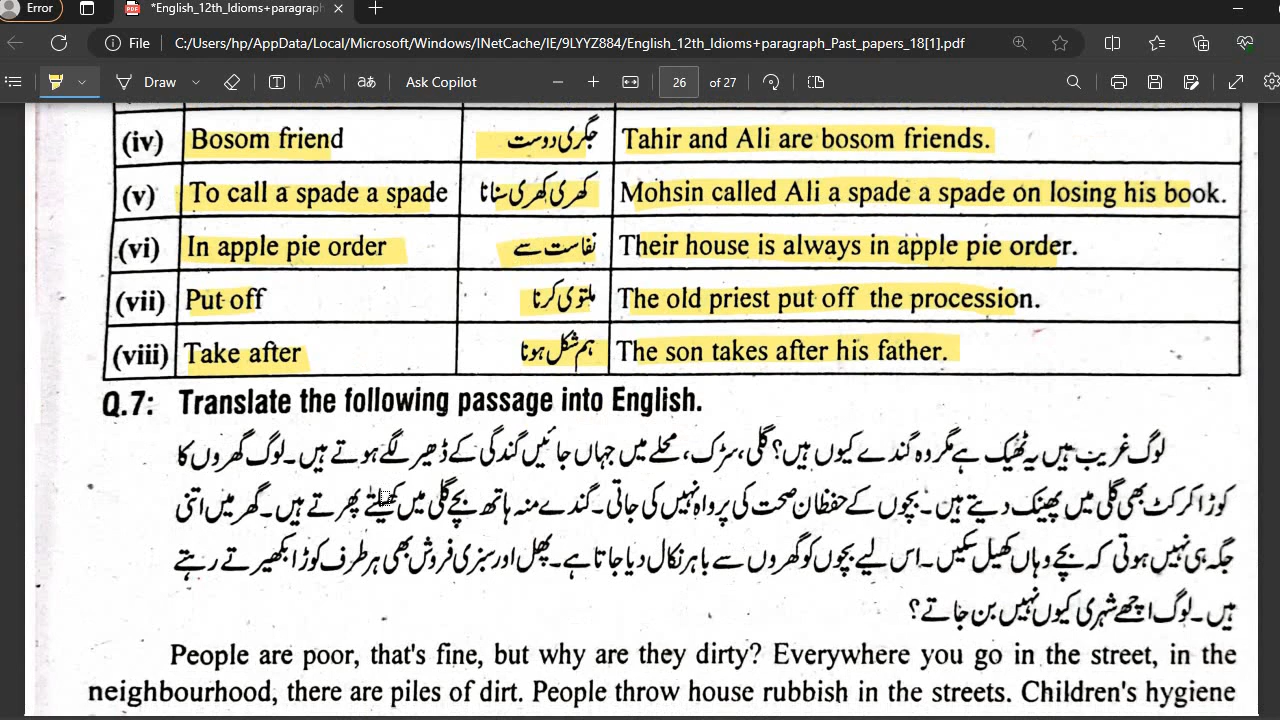 Error
*English_12th_Idioms+paragraph
File C:/Users/hp/AppData/Local/Microsoft/Windows/INetCache/IE/9LYYZ884/English_12th_Idioms+paragraph_Past_papers_18[1].pdf
Draw Ask Copilot 26 of 27
(iv) Bosom friend جگری دوست Tahir and Ali are bosom friends.
(v) To call a spade a spade کھری کھری سنانا Mohsin called Ali a spade a spade on losing his book.
(vi) In apple pie order نفاست سے Their house is always in apple pie order.
(vii) Put off ملتوی کرنا The old priest put off the procession.
(viii) Take after ہم شکل ہونا The son takes after his father.
Q.7: Translate the following passage into English.
لوگ غریب ہیں یہ ٹھیک ہے مگر وہ گندے کیوں ہیں؟ گلی، سڑک، محلے میں جہاں جائیں گندگی کے ڈھیر لگے ہوتے ہیں۔ لوگ گھروں کا
کوڑا کرکٹ بھی گلی میں پھینک دیتے ہیں۔ بچوں کے حفظان صحت کی پرواہ نہیں کی جاتی۔ گندے منہ ہاتھ بچے گلی میں کھیلتے پھرتے ہیں۔ گھر میں اتنی
جگہ ہی نہیں ہوتی کہ بچے وہاں کھیل سکیں۔ اس لیے بچوں کو گھروں سے باہر نکال دیا جاتا ہے۔ پھل اور سبزی فروش بھی ہر طرف کوڑا بکھیرتے رہتے
ہیں۔ لوگ اچھے شہری کیوں نہیں بن جاتے؟
People are poor, that's fine, but why are they dirty? Everywhere you go in the street, in the
neighbourhood, there are piles of dirt. People throw house rubbish in the streets. Children's hygiene